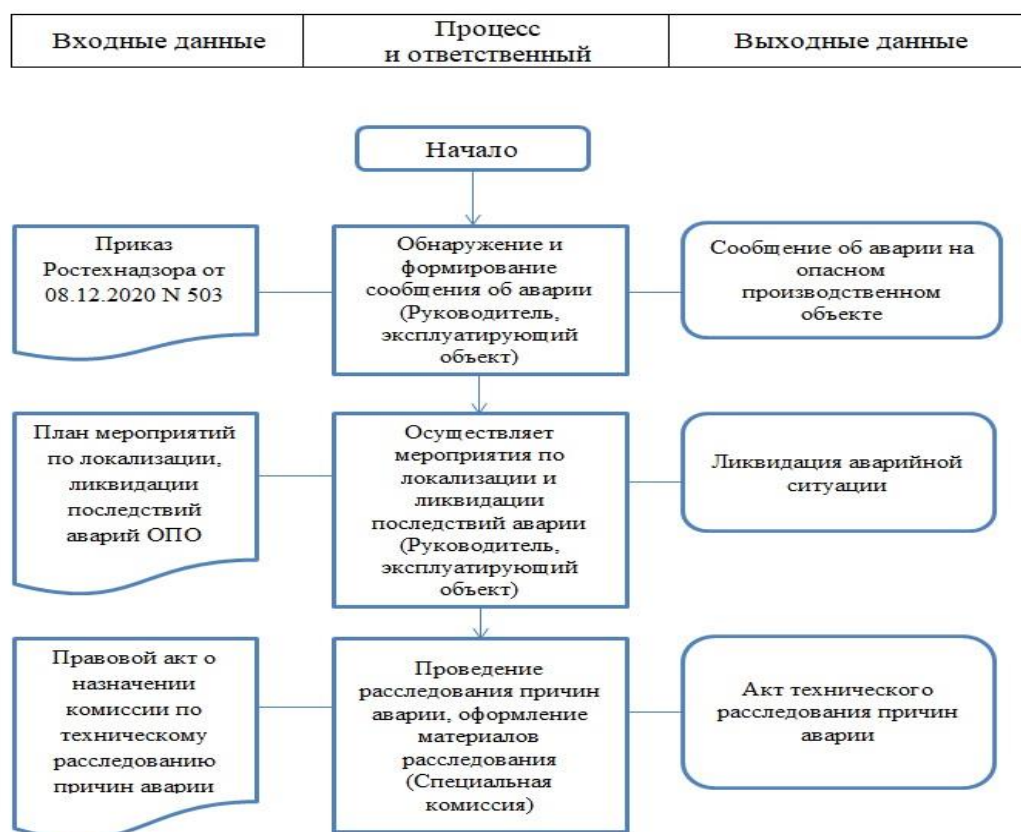 Входные данные
Процесс
и ответственный
Выходные данные
Начало
Приказ
Ростехнадзора от
08.12.2020 N 503
Обнаружение и
формирование
сообщения об аварии
(Руководитель,
эксплуатирующий
объект)
Сообщение об аварии на
опасном
производственном
объекте
План мероприятий
по локализации,
ликвидации
последствий
аварий ОПО
Осуществляет
мероприятия по
локализации и
ликвидации
последствий аварии
(Руководитель,
эксплуатирующий
объект)
Ликвидация аварийной
ситуации
Правовой акт о
назначении
комиссии по
техническому
расследованию
причин аварии
Проведение
расследования причин
аварии, оформление
материалов
расследования
(Специальная
комиссия)
Акт технического
расследования причин
аварии